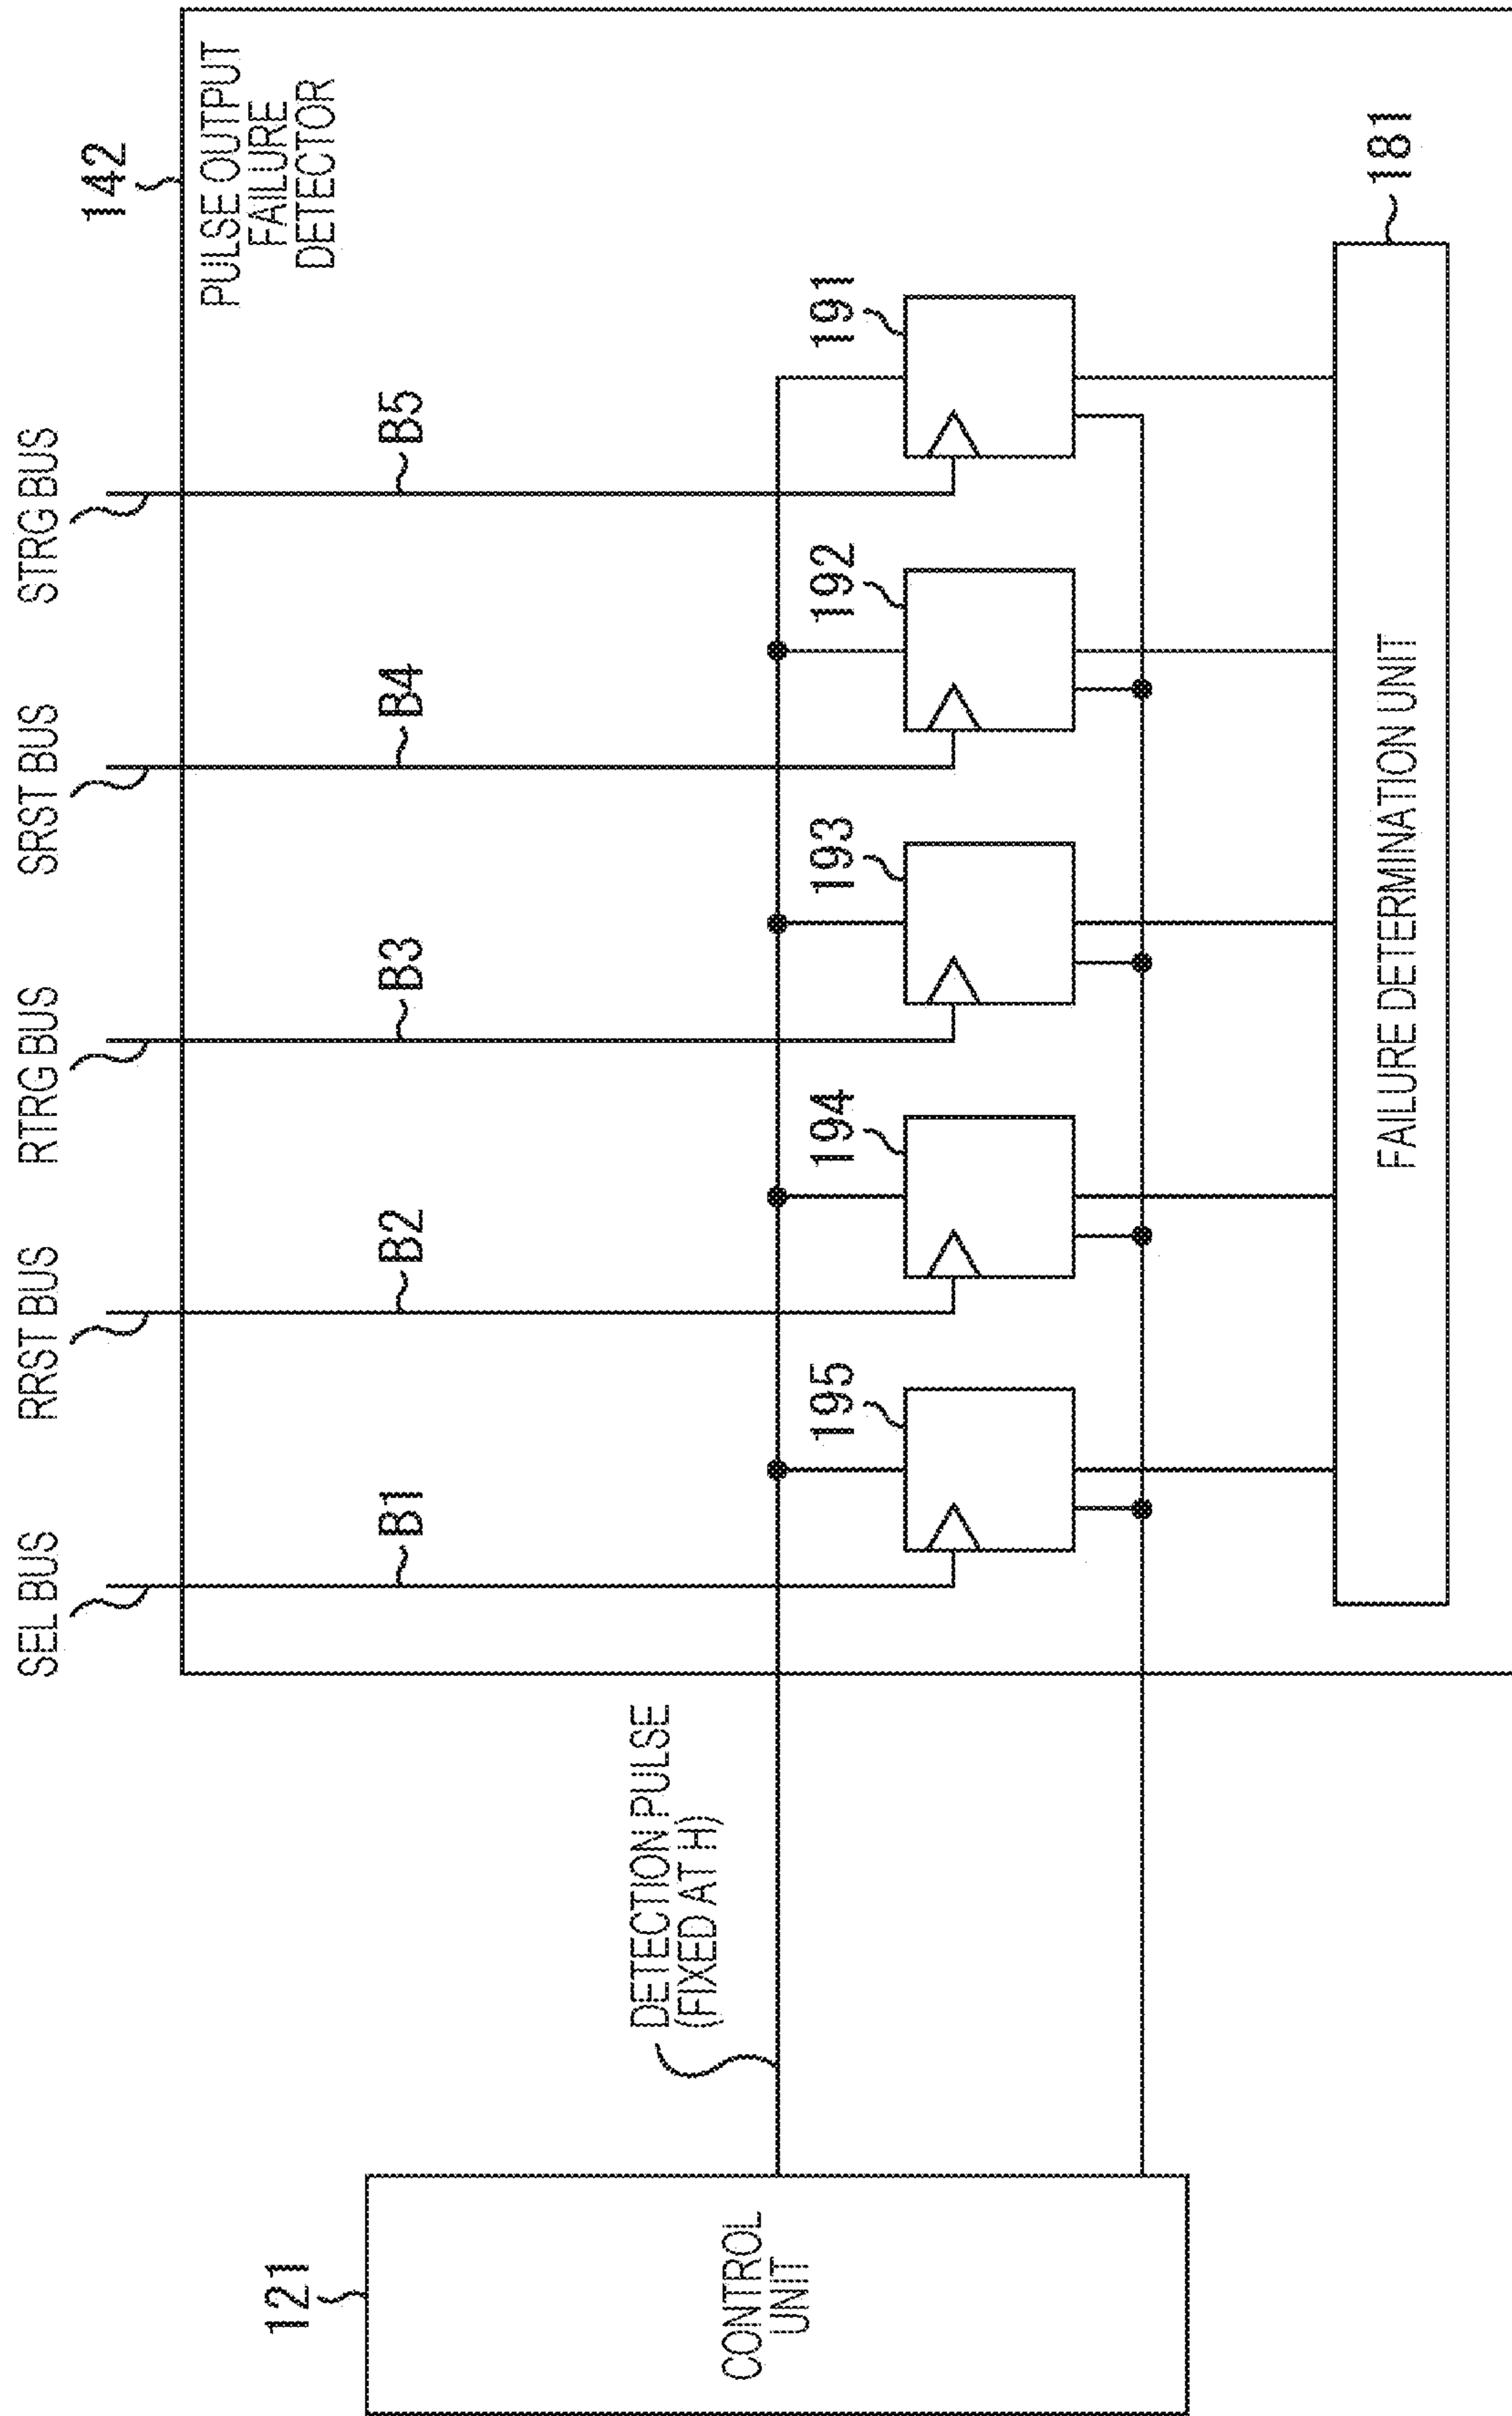 SEL BUS
RRST BUS
RTRG BUS
SRST BUS
STRG BUS
142
PULSE OUTPUT
FAILURE
DETECTOR
121
B1
B2
B3
B4
B5
DETECTION PULSE
(FIXED AT H)
CONTROL
UNIT
195
194
193
192
191
FAILURE DETERMINATION UNIT
181